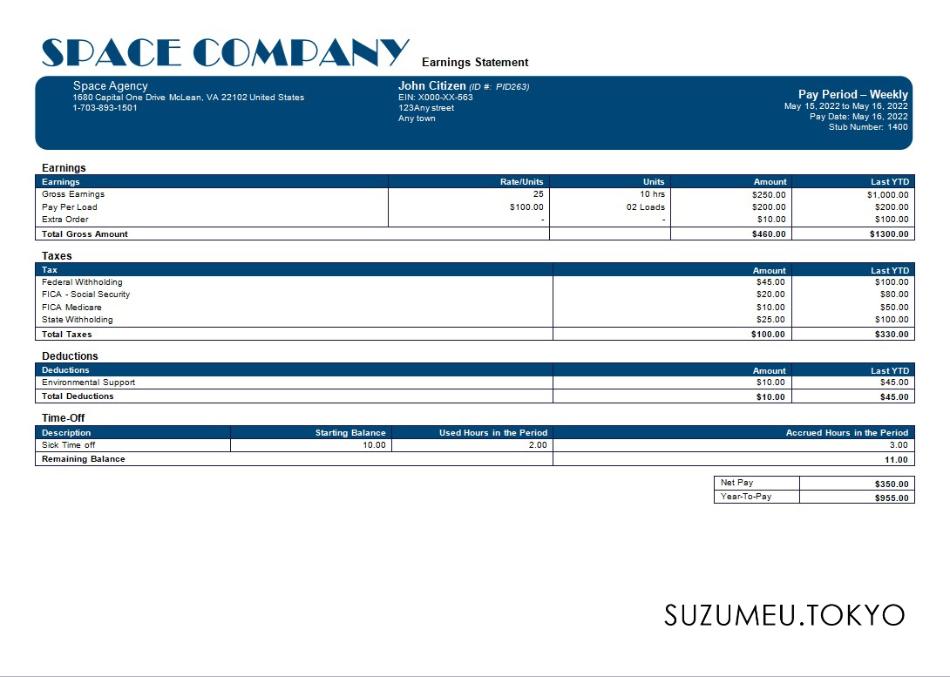 SPACE COMPANY Earnings Statement
Space Agency
1680 Capital One Drive McLean, VA 22102 United States
1-703-893-1501
John Citizen (ID #: PID263)
EIN: X000-XX-563
123Any street
Any town
Pay Period – Weekly
May 15, 2022 to May 16, 2022
Pay Date: May 16, 2022
Stub Number: 1400
Earnings
Earnings Rate/Units Units Amount Last YTD
Gross Earnings 25 10 hrs $250.00 $1,000.00
Pay Per Load $100.00 02 Loads $200.00 $200.00
Extra Order - - $10.00 $100.00
Total Gross Amount $460.00 $1300.00
Taxes
Tax Amount Last YTD
Federal Withholding $45.00 $100.00
FICA - Social Security $20.00 $80.00
FICA Medicare $10.00 $50.00
State Withholding $25.00 $100.00
Total Taxes $100.00 $330.00
Deductions
Deductions Amount Last YTD
Environmental Support $10.00 $45.00
Total Deductions $10.00 $45.00
Time-Off
Description Starting Balance Used Hours in the Period Accrued Hours in the Period
Sick Time off 10.00 2.00 3.00
Remaining Balance 11.00
Net Pay $350.00
Year-To-Pay $955.00
SUZUMEU.TOKYO